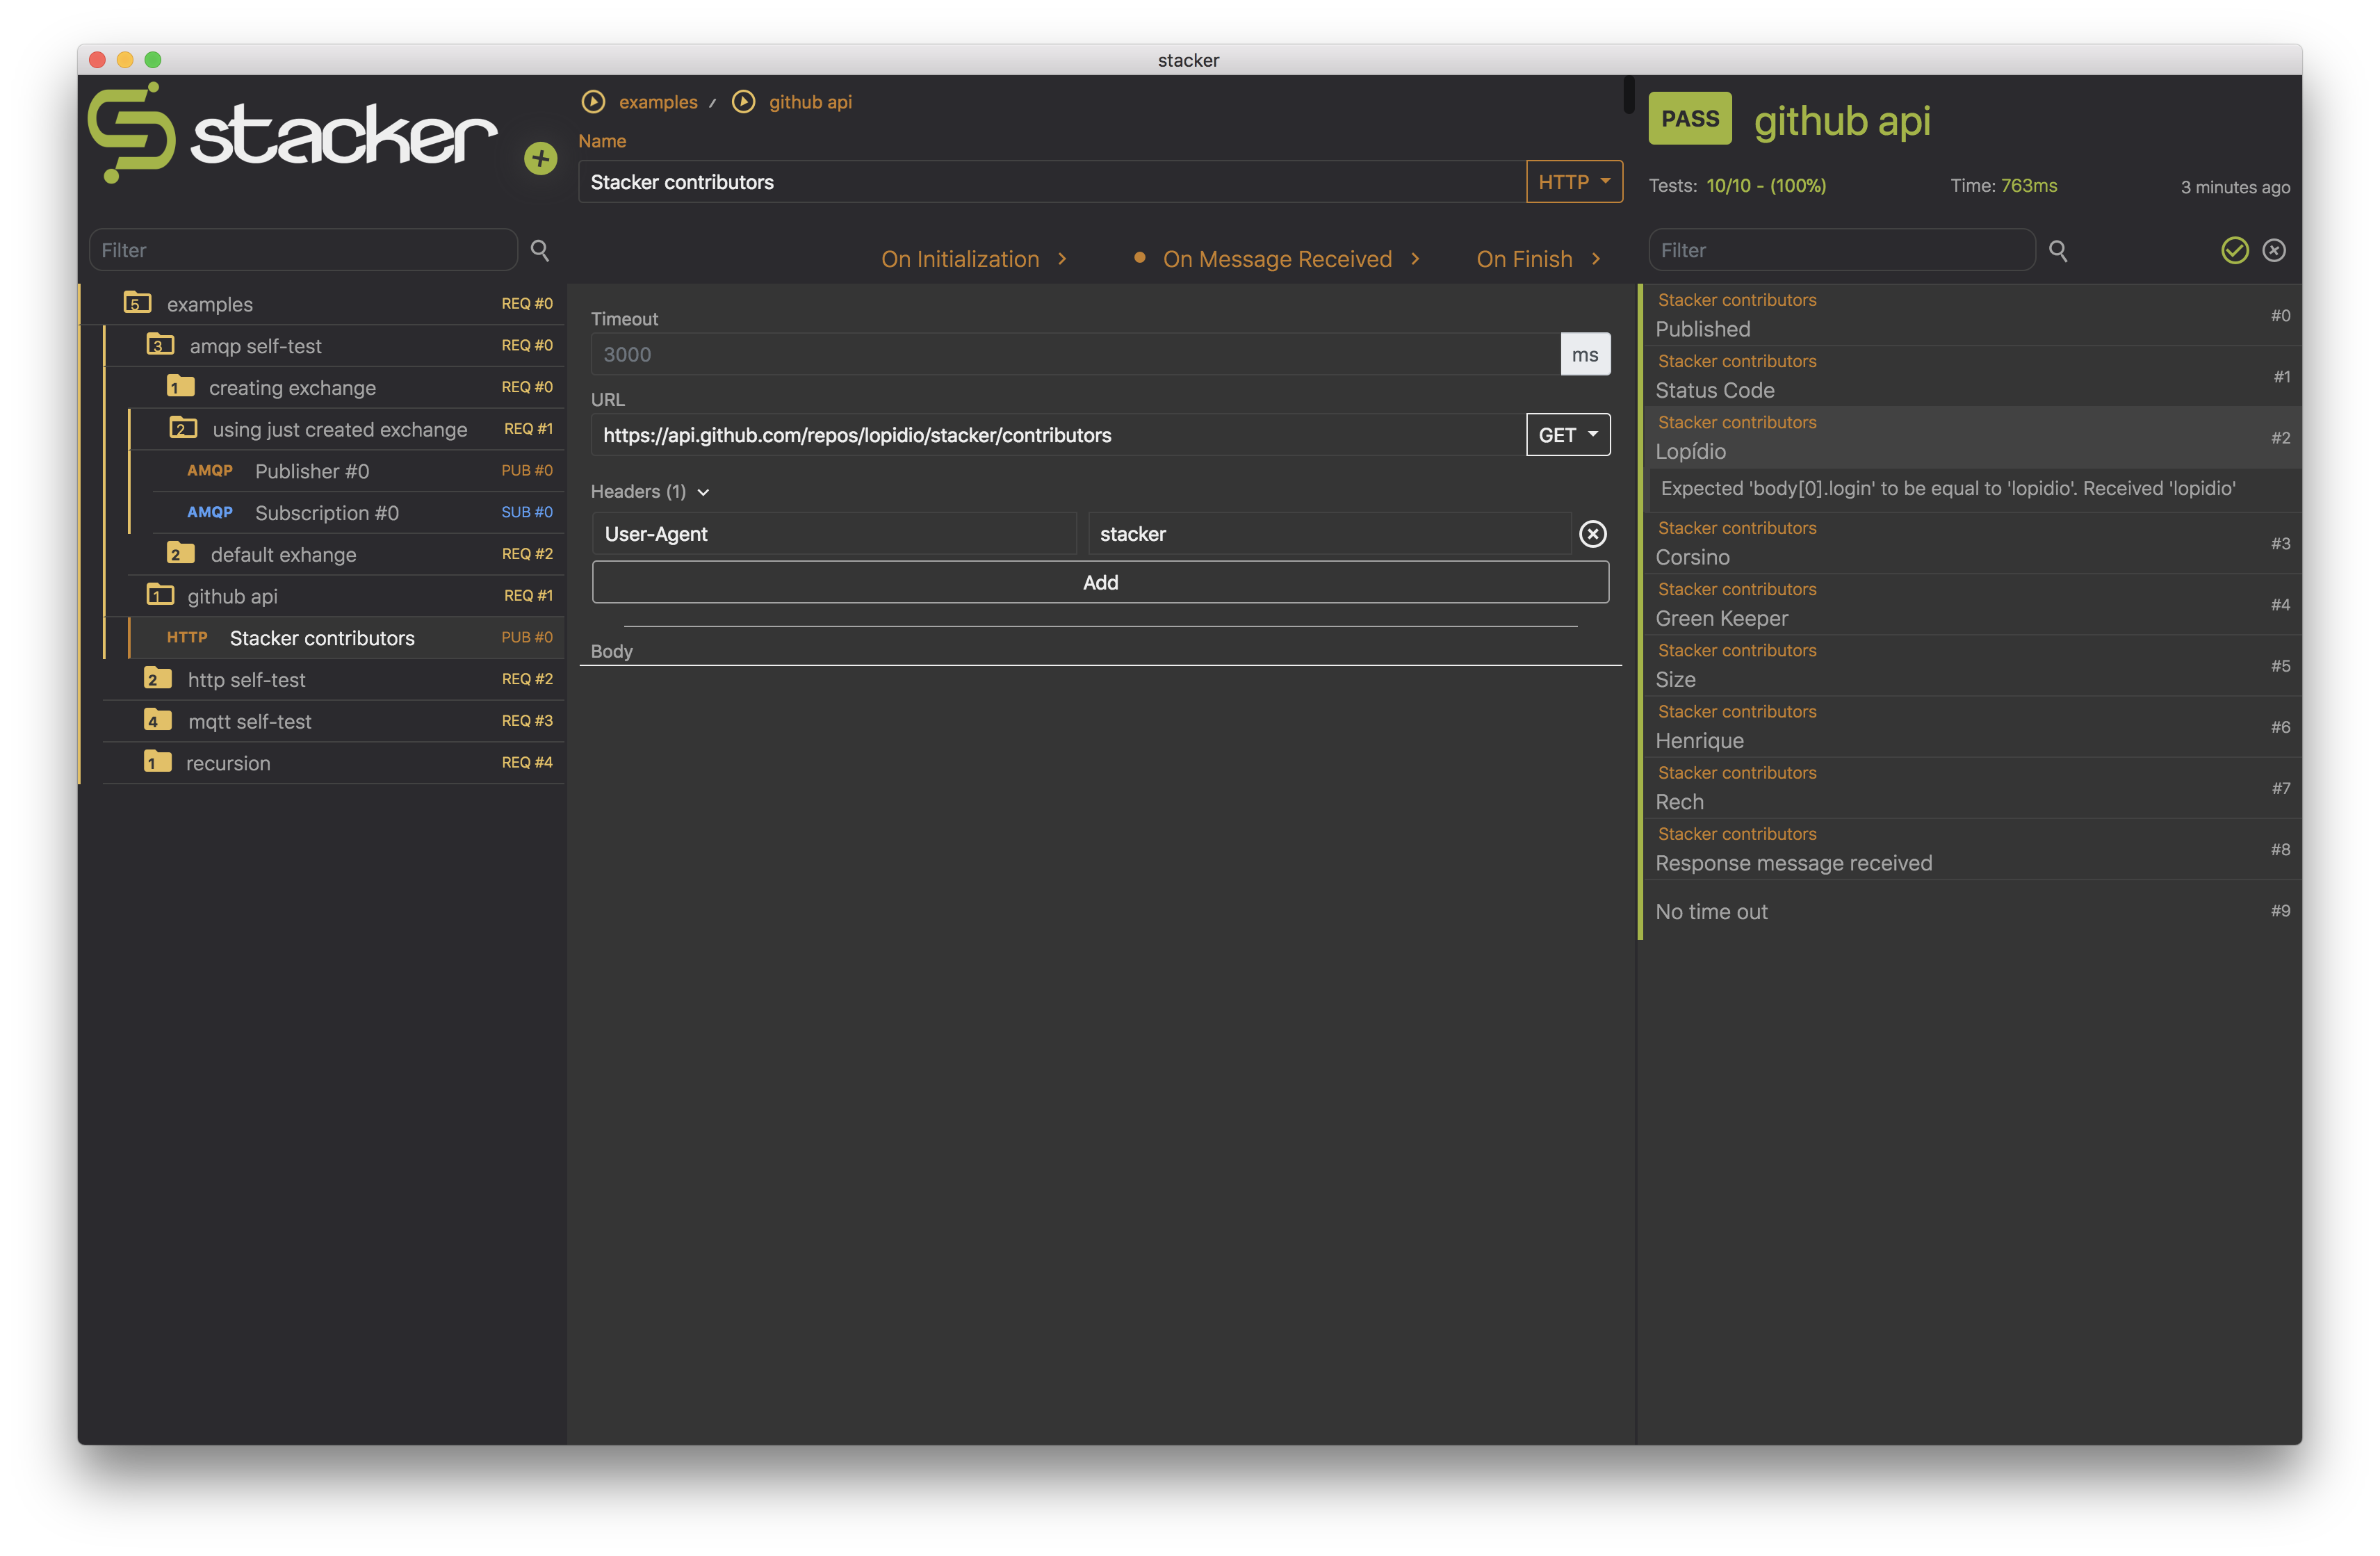 stacker
stacker
Filter
5 examples REQ #0
3 amqp self-test REQ #0
1 creating exchange REQ #0
2 using just created exchange REQ #1
AMQP Publisher #0 PUB #0
AMQP Subscription #0 SUB #0
2 default exhange REQ #2
1 github api REQ #1
HTTP Stacker contributors PUB #0
2 http self-test REQ #2
4 mqtt self-test REQ #3
1 recursion REQ #4
examples / github api
Name
Stacker contributors HTTP
On Initialization On Message Received On Finish
Timeout
3000 ms
URL
https://api.github.com/repos/lopidio/stacker/contributors GET
Headers (1)
User-Agent stacker
Add
Body
PASS github api
Tests: 10/10 - (100%) Time: 763ms 3 minutes ago
Filter
Stacker contributors
Published #0
Stacker contributors
Status Code #1
Stacker contributors
Lopídio #2
Expected 'body[0].login' to be equal to 'lopidio'. Received 'lopidio'
Stacker contributors
Corsino #3
Stacker contributors
Green Keeper #4
Stacker contributors
Size #5
Stacker contributors
Henrique #6
Stacker contributors
Rech #7
Stacker contributors
Response message received #8
No time out #9